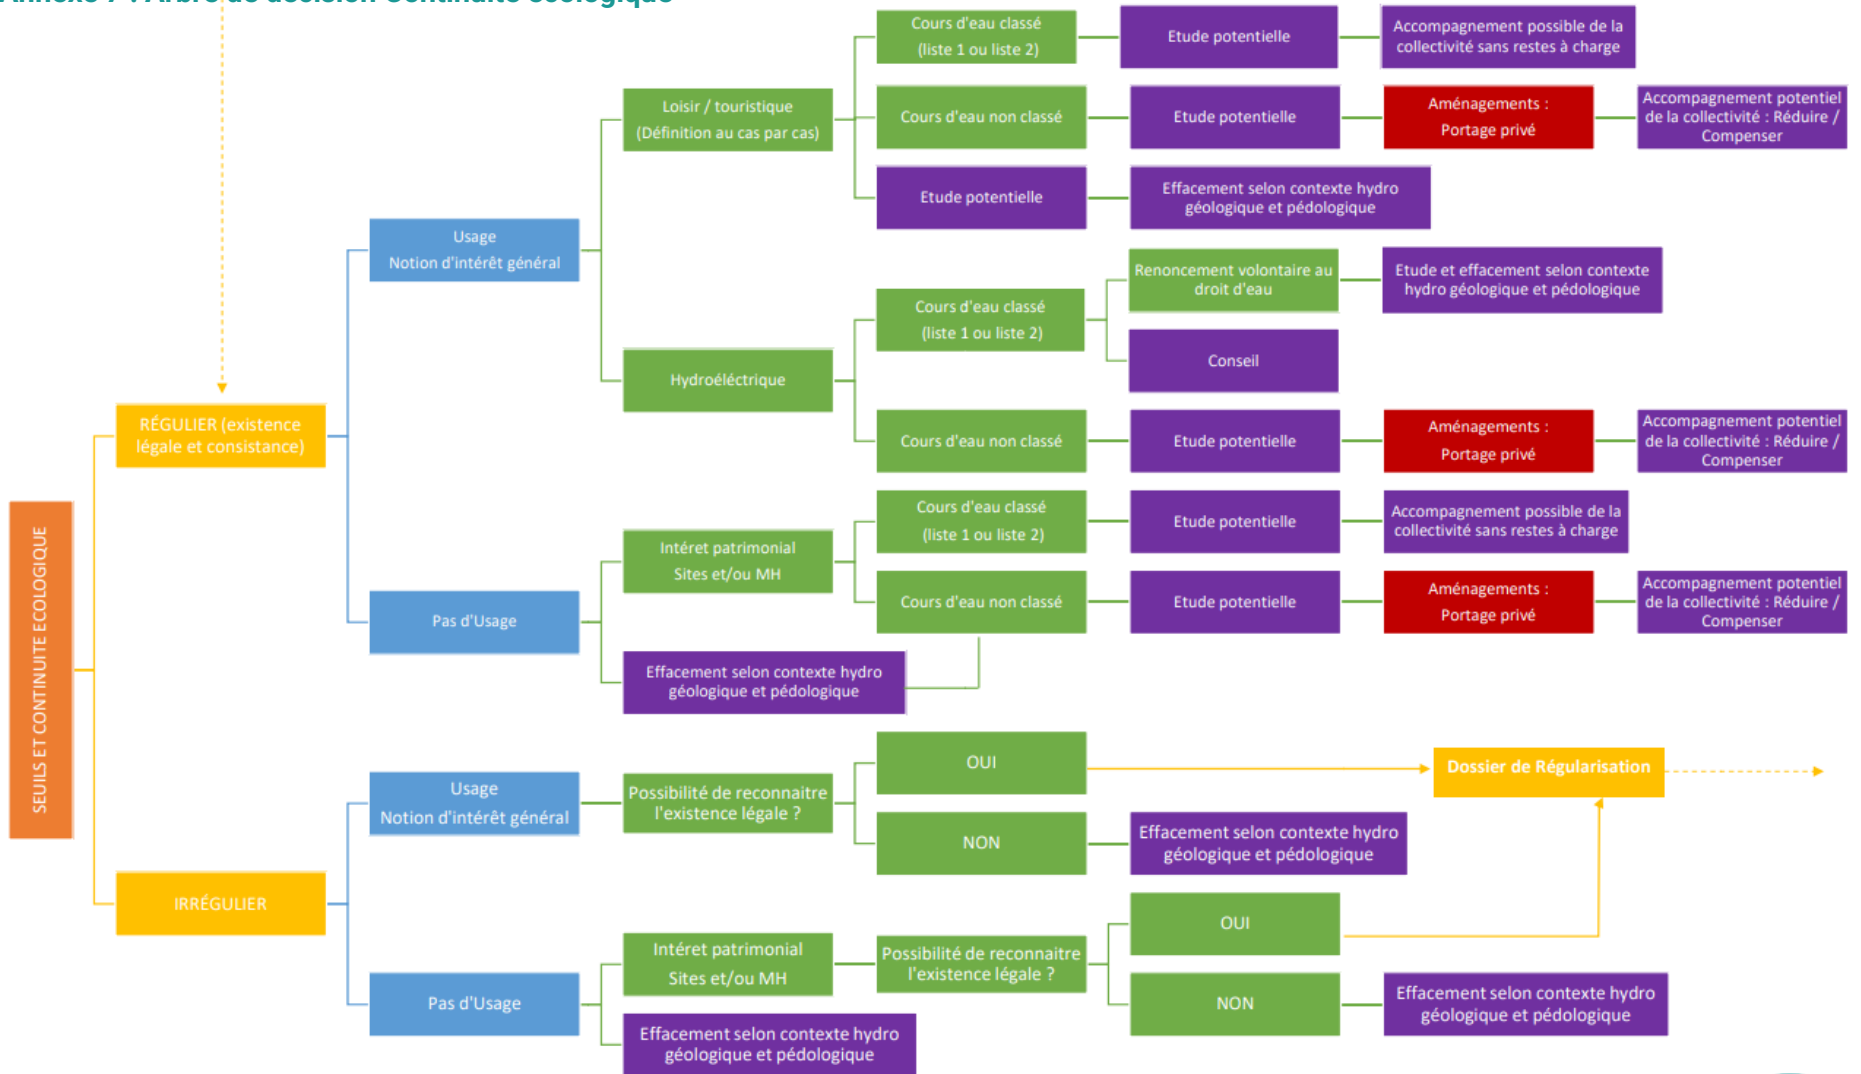 Annexe 7 : Arbre de décision Continuité écologique
Cours d'eau classé
(liste 1 ou liste 2)
Etude potentielle
Accompagnement possible de la
collectivité sans restes à charge
Loisir / touristique
(Définition au cas par cas)
Cours d'eau non classé
Etude potentielle
Aménagements :
Portage privé
Accompagnement potentiel
de la collectivité : Réduire /
Compenser
Etude potentielle
Effacement selon contexte hydro
géologique et pédologique
Usage
Notion d'intérêt général
Renoncement volontaire au
droit d'eau
Etude et effacement selon contexte
hydro géologique et pédologique
Cours d'eau classé
(liste 1 ou liste 2)
Conseil
Hydroéléctrique
RÉGULIER (existence
légale et consistance)
Cours d'eau non classé
Etude potentielle
Aménagements :
Portage privé
Accompagnement potentiel
de la collectivité : Réduire /
Compenser
Cours d'eau classé
(liste 1 ou liste 2)
Etude potentielle
Accompagnement possible de la
collectivité sans restes à charge
Intéret patrimonial
Sites et/ou MH
Cours d'eau non classé
Etude potentielle
Aménagements :
Portage privé
Accompagnement potentiel
de la collectivité : Réduire /
Compenser
Pas d'Usage
Effacement selon contexte hydro
géologique et pédologique
SEUILS ET CONTINUITE ECOLOGIQUE
Usage
Notion d'intérêt général
Possibilité de reconnaitre
l'existence légale ?
OUI
Dossier de Régularisation
NON
Effacement selon contexte hydro
géologique et pédologique
IRRÉGULIER
OUI
Intéret patrimonial
Sites et/ou MH
Possibilité de reconnaitre
l'existence légale ?
Pas d'Usage
NON
Effacement selon contexte hydro
géologique et pédologique
Effacement selon contexte hydro
géologique et pédologique